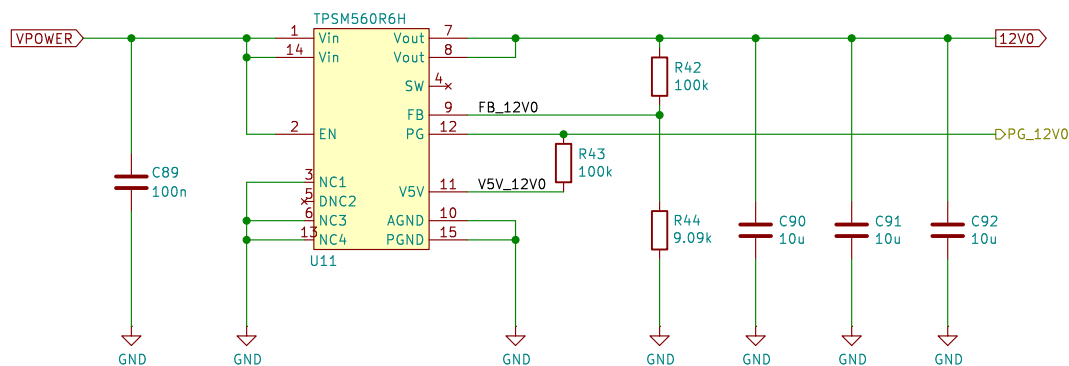 TPSM560R6H
VPOWER
1
Vin
Vout
7
12V0
14
Vin
Vout
8
SW
4
R42
100k
FB
9
FB_12V0
2
EN
PG
12
PG_12V0
R43
100k
C89
100n
3
NC1
V5V
11
V5V_12V0
5
DNC2
6
NC3
AGND
10
13
NC4
PGND
15
U11
R44
9.09k
C90
10u
C91
10u
C92
10u
GND
GND
GND
GND
GND
GND
GND